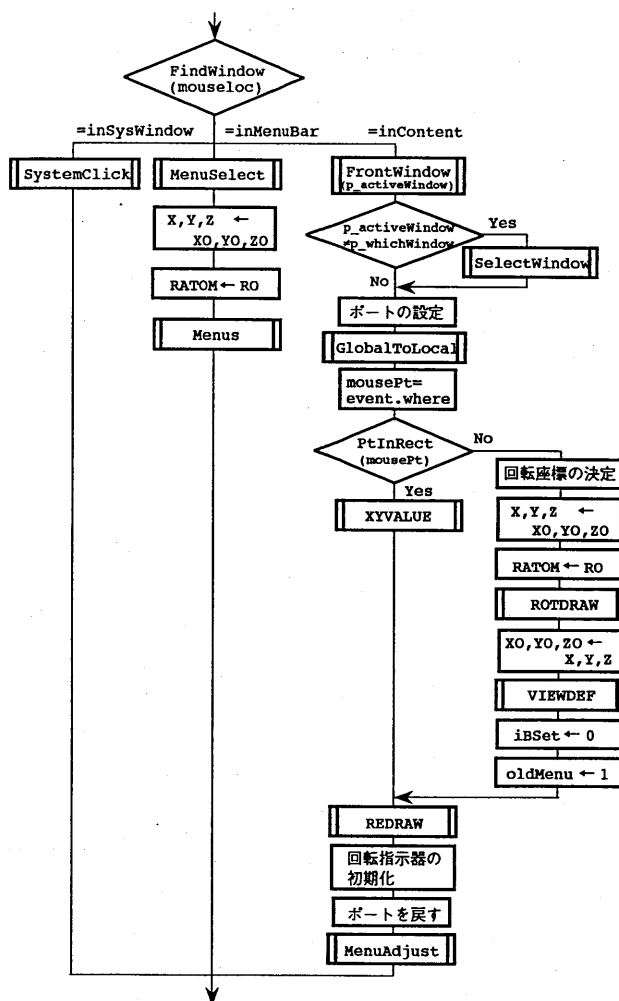 FindWindow
(mouseloc)
=inSysWindow
=inMenuBar
=inContent
SystemClick
MenuSelect
X,Y,Z ←
XO,YO,ZO
RATOM ← RO
Menus
FrontWindow
(p_activeWindow)
p_activeWindow
≠p_whichWindow
Yes
SelectWindow
No
ポートの設定
GlobalToLocal
mousePt=
event.where
PtInRect
(mousePt)
No
Yes
XYVALUE
回転座標の決定
X,Y,Z ←
XO,YO,ZO
RATOM ← RO
ROTDRAW
XO,YO,ZO ←
X,Y,Z
VIEWDEF
iBSet ← 0
oldMenu ← 1
REDRAW
回転指示器の
初期化
ポートを戻す
MenuAdjust